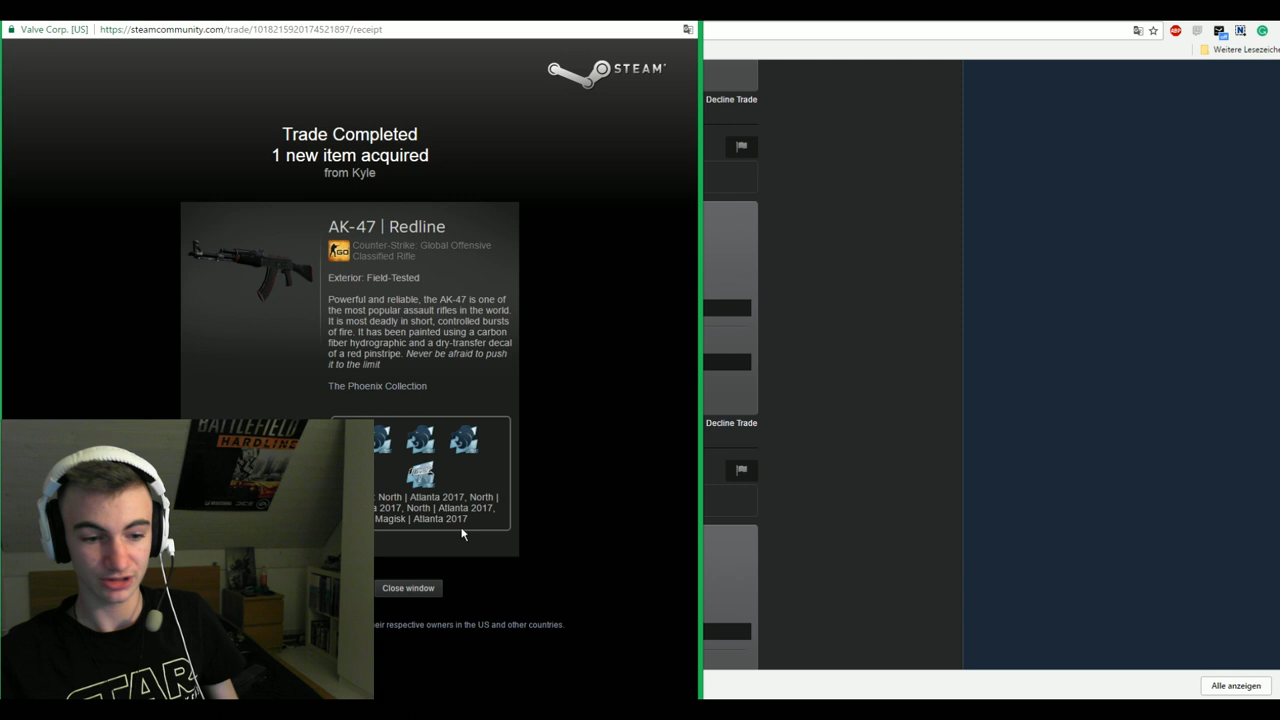 Valve Corp. [US]
https://steamcommunity.com/trade/1018215920174521897/receipt
Weitere Lesezeiche
STEAM
Decline Trade
Trade Completed
1 new item acquired
from Kyle
AK-47 | Redline
Counter-Strike: Global Offensive
Classified Rifle
Exterior: Field-Tested
Powerful and reliable, the AK-47 is one of
the most popular assault rifles in the world.
It is most deadly in short, controlled bursts
of fire. It has been painted using a carbon
fiber hydrographic and a dry-transfer decal
of a red pinstripe. Never be afraid to push
it to the limit
The Phoenix Collection
Decline Trade
BATTLEFIELD
HARDLINE
North | Atlanta 2017, North |
2017, North | Atlanta 2017,
Magisk | Atlanta 2017
Close window
respective owners in the US and other countries.
STAR
Alle anzeigen